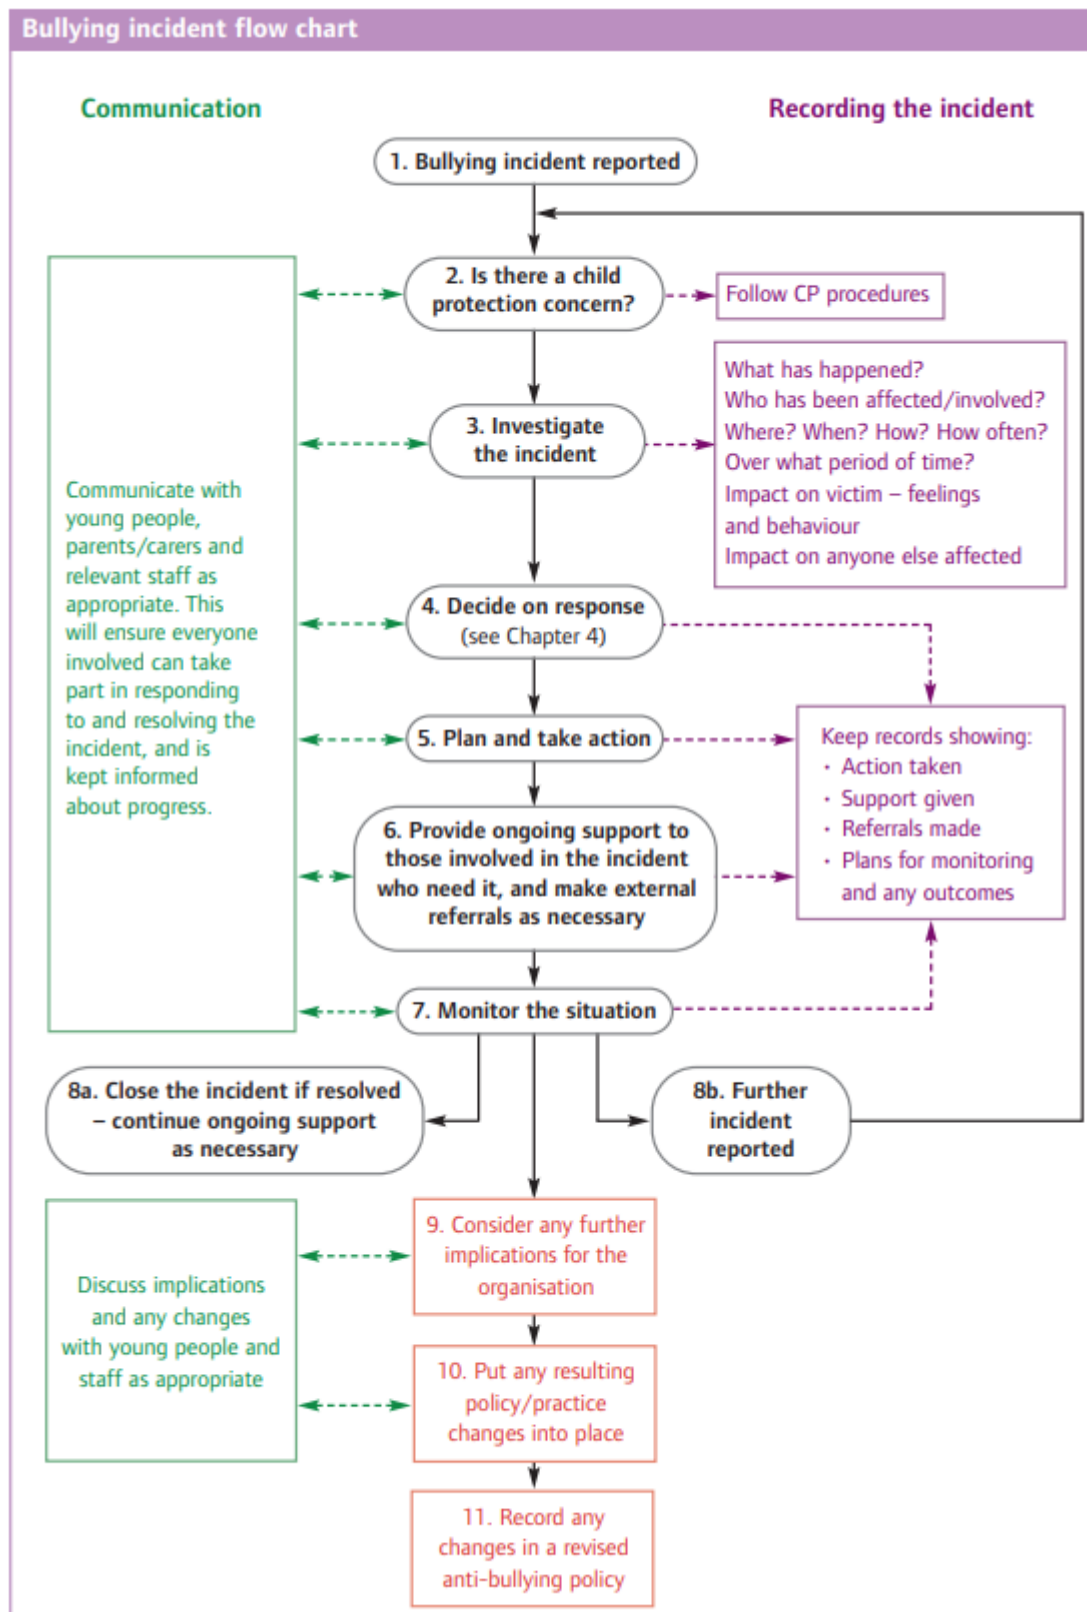 Bullying incident flow chart
Communication
Recording the incident
1. Bullying incident reported
2. Is there a child
protection concern?
Follow CP procedures
What has happened?
Who has been affected/involved?
Where? When? How? How often?
Over what period of time?
Impact on victim – feelings
and behaviour
Impact on anyone else affected
3. Investigate
the incident
Communicate with
young people,
parents/carers and
relevant staff as
appropriate. This
will ensure everyone
involved can take
part in responding
to and resolving the
incident, and is
kept informed
about progress.
4. Decide on response
(see Chapter 4)
5. Plan and take action
Keep records showing:
• Action taken
• Support given
• Referrals made
• Plans for monitoring
and any outcomes
6. Provide ongoing support to
those involved in the incident
who need it, and make external
referrals as necessary
7. Monitor the situation
8a. Close the incident if resolved
– continue ongoing support
as necessary
8b. Further
incident
reported
9. Consider any further
implications for the
organisation
Discuss implications
and any changes
with young people and
staff as appropriate
10. Put any resulting
policy/practice
changes into place
11. Record any
changes in a revised
anti-bullying policy